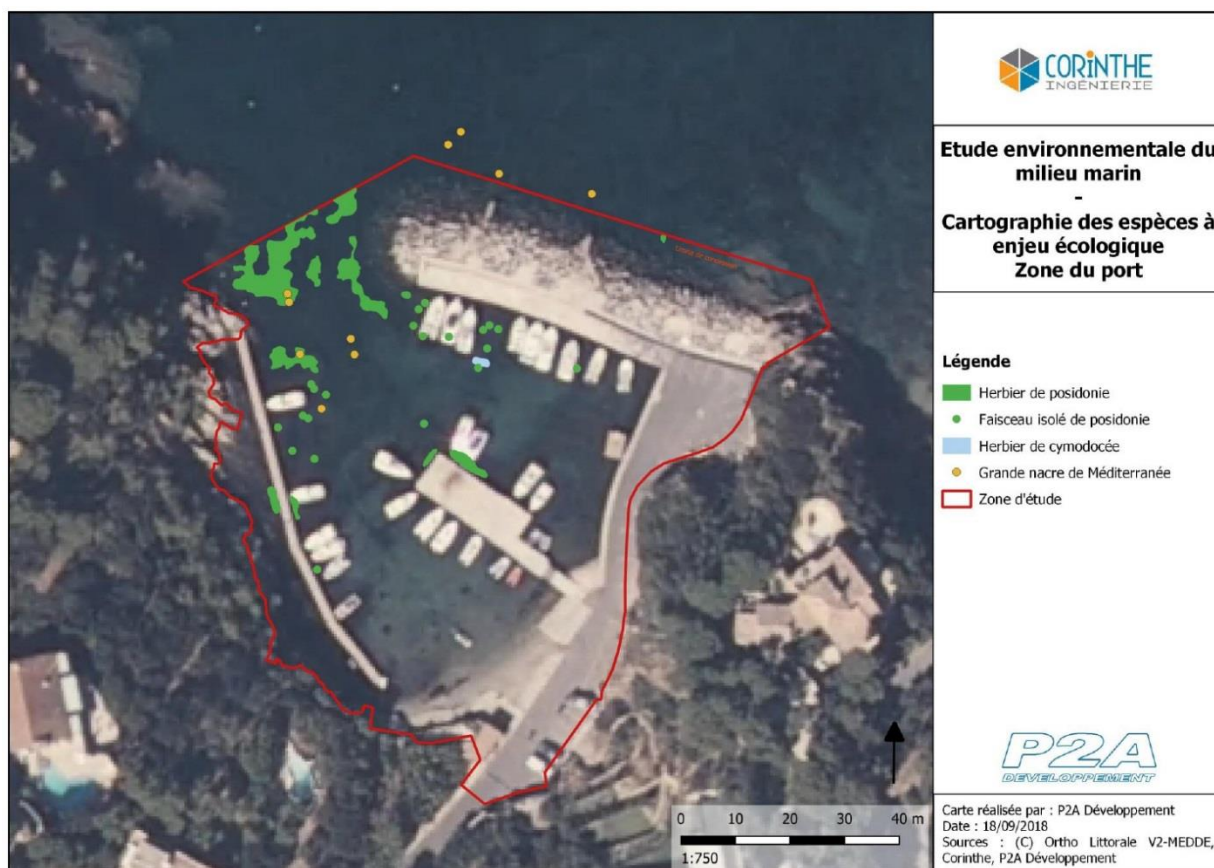 CORiNTHE
INGÉNIERIE
Etude environnementale du
milieu marin
-
Cartographie des espèces à
enjeu écologique
Zone du port
Légende
Herbier de posidonie
Faisceau isolé de posidonie
Herbier de cymodocée
Grande nacre de Méditerranée
Zone d'étude
P2A
DEVELOPPEMENT
0 10 20 30 40 m
1:750
Carte réalisée par : P2A Développement
Date : 18/09/2018
Sources : (C) Ortho Littorale V2-MEDDE,
Corinthe, P2A Développement